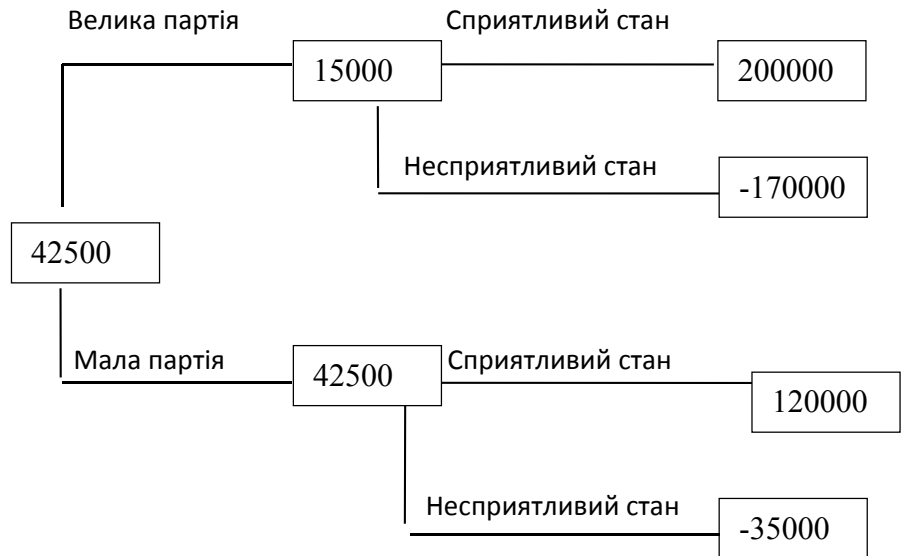 Велика партія
Сприятливий стан
15000
200000
Несприятливий стан
-170000
42500
Мала партія
42500
Сприятливий стан
120000
Несприятливий стан
-35000